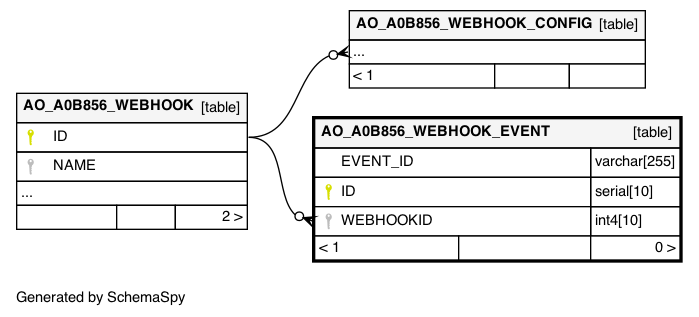 AO_A0B856_WEBHOOK_CONFIG [table]
...
< 1
AO_A0B856_WEBHOOK [table]
ID
NAME
...
2 >
AO_A0B856_WEBHOOK_EVENT [table]
EVENT_ID varchar[255]
ID serial[10]
WEBHOOKID int4[10]
< 1 0 >
Generated by SchemaSpy